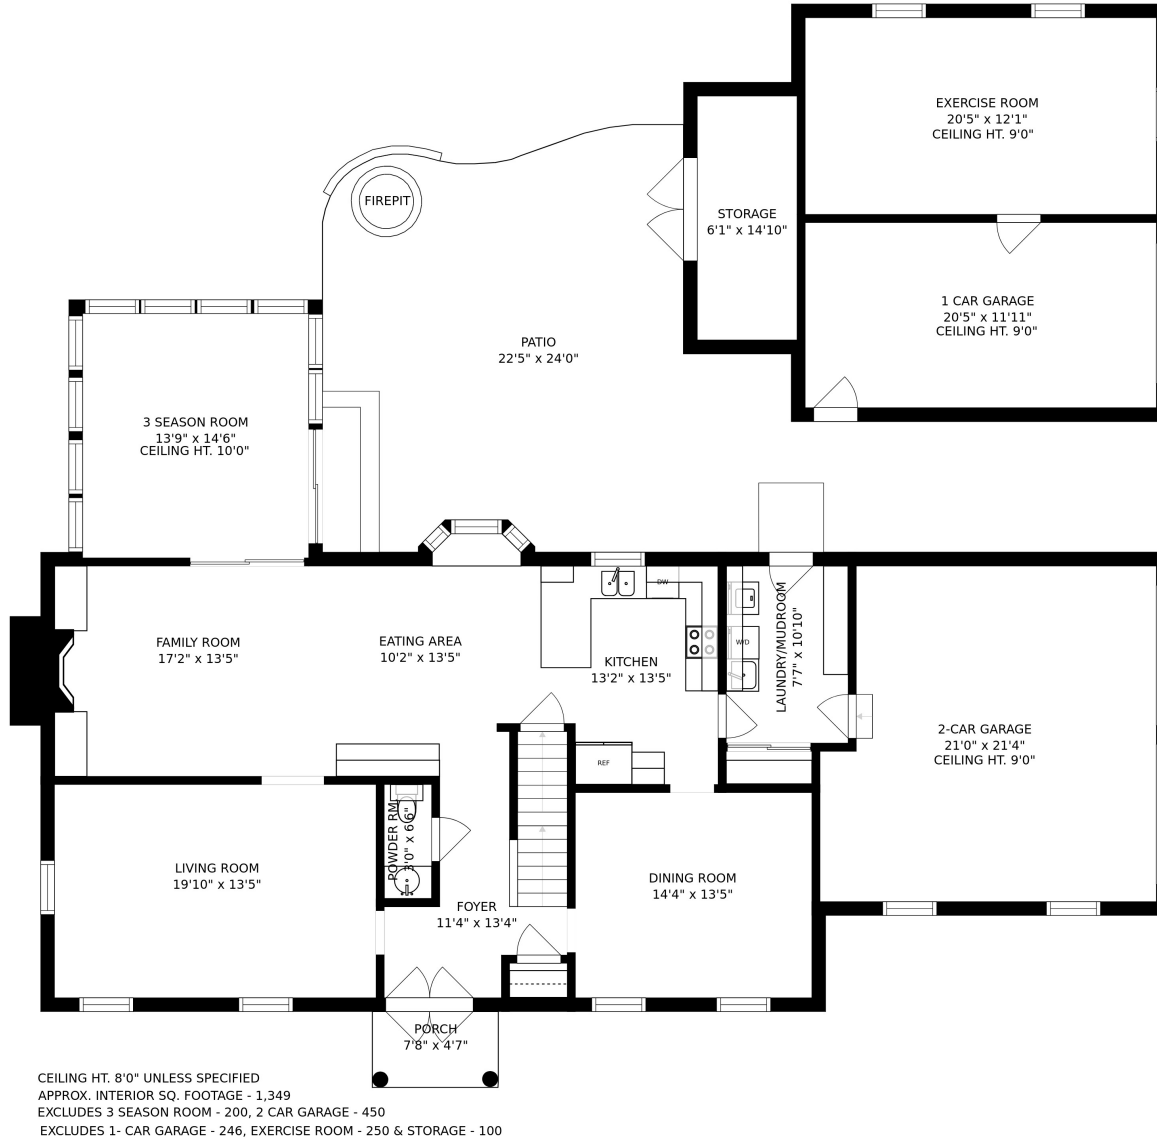 EXERCISE ROOM
20'5" x 12'1"
CEILING HT. 9'0"
FIREPIT
STORAGE
6'1" x 14'10"
1 CAR GARAGE
20'5" x 11'11"
CEILING HT. 9'0"
PATIO
22'5" x 24'0"
3 SEASON ROOM
13'9" x 14'6"
CEILING HT. 10'0"
FAMILY ROOM
17'2" x 13'5"
EATING AREA
10'2" x 13'5"
DW
KITCHEN
13'2" x 13'5"
W/D
LAUNDRY/MUDROOM
7'7" x 10'10"
2-CAR GARAGE
21'0" x 21'4"
CEILING HT. 9'0"
REF
LIVING ROOM
19'10" x 13'5"
POWDER RM.
3'0" x 6'6"
FOYER
11'4" x 13'4"
DINING ROOM
14'4" x 13'5"
PORCH
7'8" x 4'7"
CEILING HT. 8'0" UNLESS SPECIFIED
APPROX. INTERIOR SQ. FOOTAGE - 1,349
EXCLUDES 3 SEASON ROOM - 200, 2 CAR GARAGE - 450
EXCLUDES 1- CAR GARAGE - 246, EXERCISE ROOM - 250 & STORAGE - 100